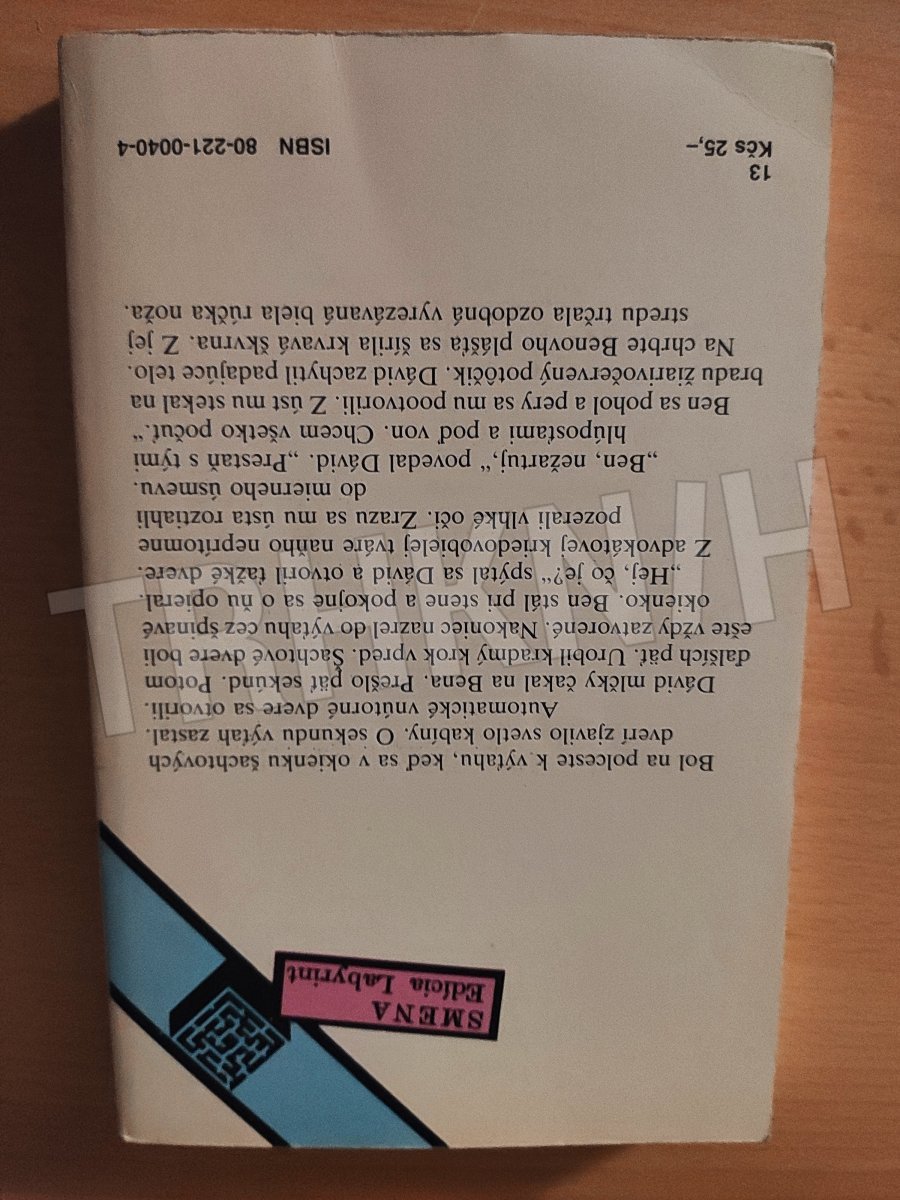 SMENA
Edícia Labyrint
Bol na polceste k výťahu, keď sa v okienku šachtových
dverí zjavilo svetlo kabíny. O sekundu výťah zastal.
Automatické vnútorné dvere sa otvorili.
Dávid mlčky čakal na Bena. Prešlo päť sekúnd. Potom
ďalších päť. Urobil kradmý krok vpred. Šachtové dvere boli
ešte vždy zatvorené. Nakoniec nazrel do výťahu cez špinavé
okienko. Ben stál pri stene a pokojne sa o ňu opieral.
„Hej, čo je?“ spýtal sa Dávid a otvoril ťažké dvere.
Z advokátovej kriedovobielej tváre naňho neprítomne
pozerali vlhké oči. Zrazu sa mu ústa roztiahli
do mierneho úsmevu.
„Ben, nežartuj,“ povedal Dávid. „Prestaň s tými
hlúposťami a poď von. Chcem všetko počuť.“
Ben sa pohol a pery sa mu pootvorili. Z úst mu stekal na
bradu žiarivočervený potôčik. Dávid zachytil padajúce telo.
Na chrbte Benovho plášťa sa šírila krvavá škvrna. Z jej
stredu trčala ozdobná vyrezávaná biela rúčka noža.
13
Kčs 25,–
ISBN 80-221-0040-4
TRHKNIH